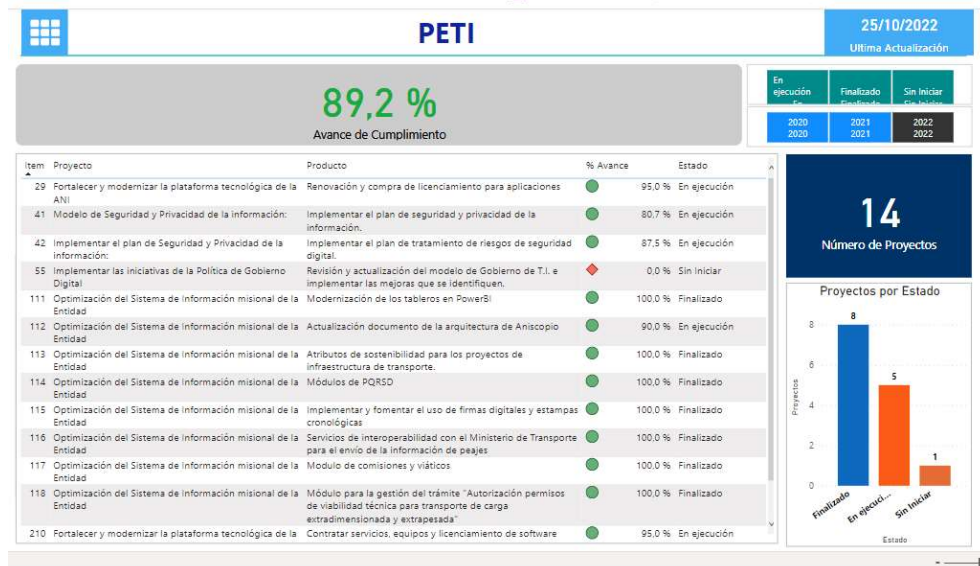 PETI
25/10/2022
Ultima Actualización
89,2 %
Avance de Cumplimiento
En
ejecución
Finalizado
Sin Iniciar
En
Finalizado
Sin Iniciar
2020
2021
2022
2020
2021
2022
Item Proyecto Producto % Avance Estado
29 Fortalecer y modernizar la plataforma tecnológica de la Renovación y compra de licenciamiento para aplicaciones 95,0 % En ejecución
ANI
41 Modelo de Seguridad y Privacidad de la información: Implementar el plan de seguridad y privacidad de la 80,7 % En ejecución
información.
42 Implementar el plan de Seguridad y Privacidad de la Implementar el plan de tratamiento de riesgos de seguridad 87,5 % En ejecución
información: digital.
55 Implementar las iniciativas de la Política de Gobierno Revisión y actualización del modelo de Gobierno de T.I. e 0,0 % Sin Iniciar
Digital implementar las mejoras que se identifiquen.
111 Optimización del Sistema de Información misional de la Modernización de los tableros en PowerBI 100,0 % Finalizado
Entidad
112 Optimización del Sistema de Información misional de la Actualización documento de la arquitectura de Aniscopio 90,0 % En ejecución
Entidad
113 Optimización del Sistema de Información misional de la Atributos de sostenibilidad para los proyectos de 100,0 % Finalizado
Entidad infraestructura de transporte.
114 Optimización del Sistema de Información misional de la Módulos de PQRSD 100,0 % Finalizado
Entidad
115 Optimización del Sistema de Información misional de la Implementar y fomentar el uso de firmas digitales y estampas 100,0 % Finalizado
Entidad cronológicas
116 Optimización del Sistema de Información misional de la Servicios de interoperabilidad con el Ministerio de Transporte 100,0 % Finalizado
Entidad para el envío de la información de peajes
117 Optimización del Sistema de Información misional de la Modulo de comisiones y viáticos 100,0 % Finalizado
Entidad
118 Optimización del Sistema de Información misional de la Módulo para la gestión del trámite "Autorización permisos 100,0 % Finalizado
Entidad de viabilidad técnica para transporte de carga
extradimensionada y extrapesada"
210 Fortalecer y modernizar la plataforma tecnológica de la Contratar servicios, equipos y licenciamiento de software 95,0 % En ejecución
14
Número de Proyectos
Proyectos por Estado
8
8
6
5
4
2
1
0
Proyectos
Finalizado
En ejecuci...
Sin Iniciar
Estado